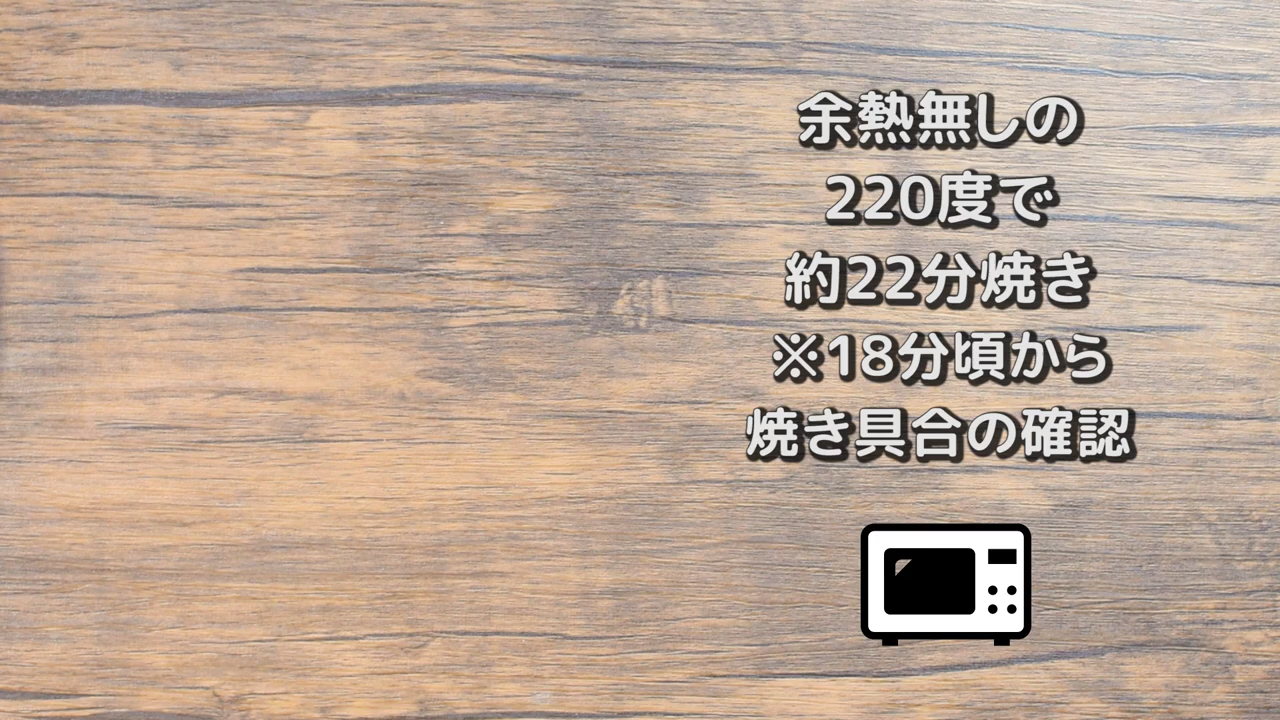 余熱無しの
220度で
約22分焼き
※18分頃から
焼き具合の確認